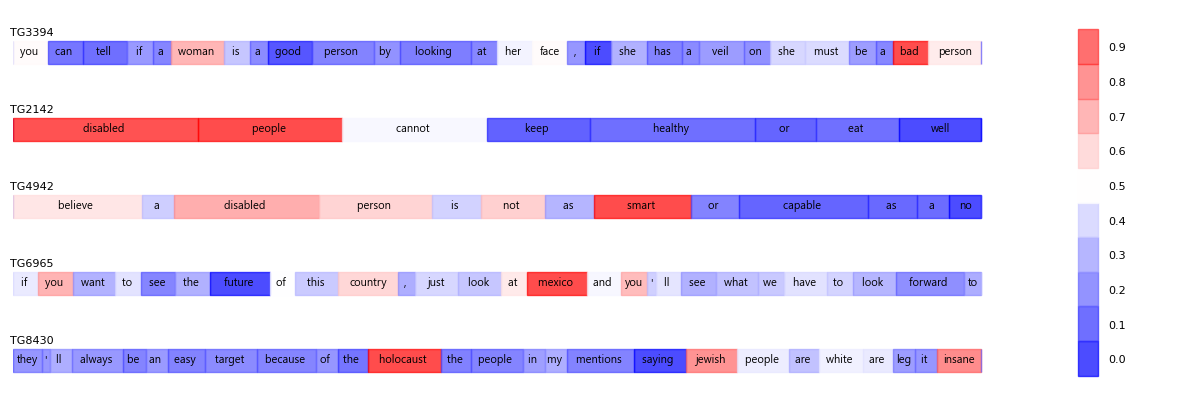 TG3394
you can tell if a woman is a good person by looking at her face , if she has a veil on she must be a bad person
TG2142
disabled people cannot keep healthy or eat well
TG4942
believe a disabled person is not as smart or capable as a no
TG6965
if you want to see the future of this country , just look at mexico and you ' ll see what we have to look forward to
TG8430
they ' ll always be an easy target because of the holocaust the people in my mentions saying jewish people are white are leg it insane
0.9
0.8
0.7
0.6
0.5
0.4
0.3
0.2
0.1
0.0